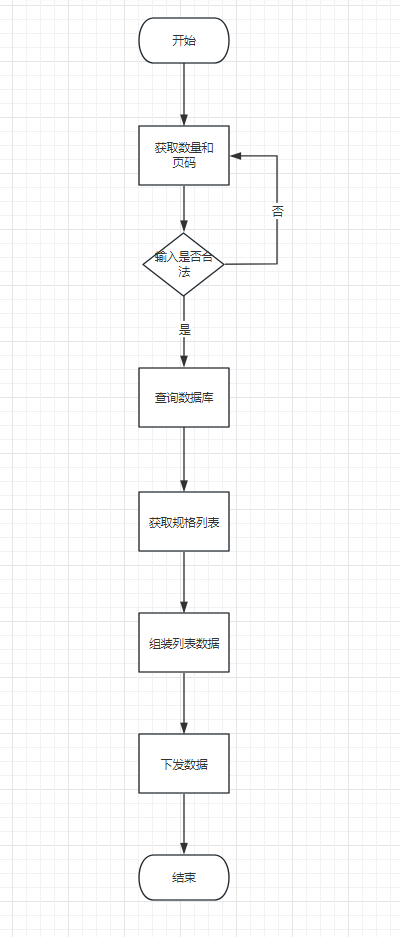 开始
获取数量和
页码
否
输入是否合
法
是
查询数据库
获取规格列表
组装列表数据
下发数据
结束